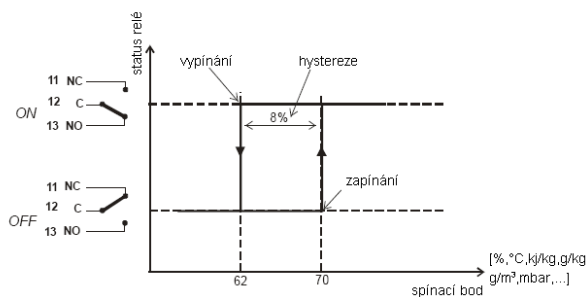 status relé
vypínání
hystereze
8%
zapínání
11 NC
ON
12 C
13 NO
11 NC
12 C
OFF
13 NO
62
70
spínací bod
[%,°C,kj/kg,g/kg
g/m³,mbar,...]